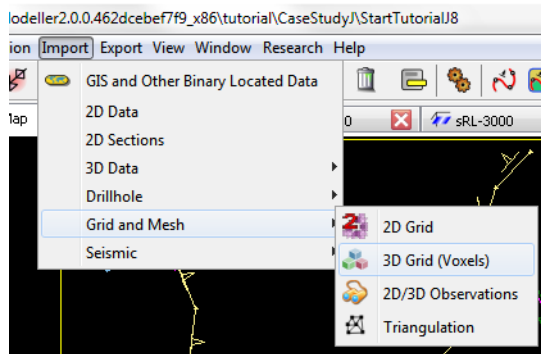 lodeller2.0.0.462dcebef7f9_x86\tutorial\CaseStudyJ\StartTutorialJ8
ion Import Export View Window Research Help
GIS and Other Binary Located Data
Map
0
sRL-3000
2D Data
2D Sections
3D Data
Drillhole
Grid and Mesh
Seismic
2D Grid
3D Grid (Voxels)
2D/3D Observations
Triangulation